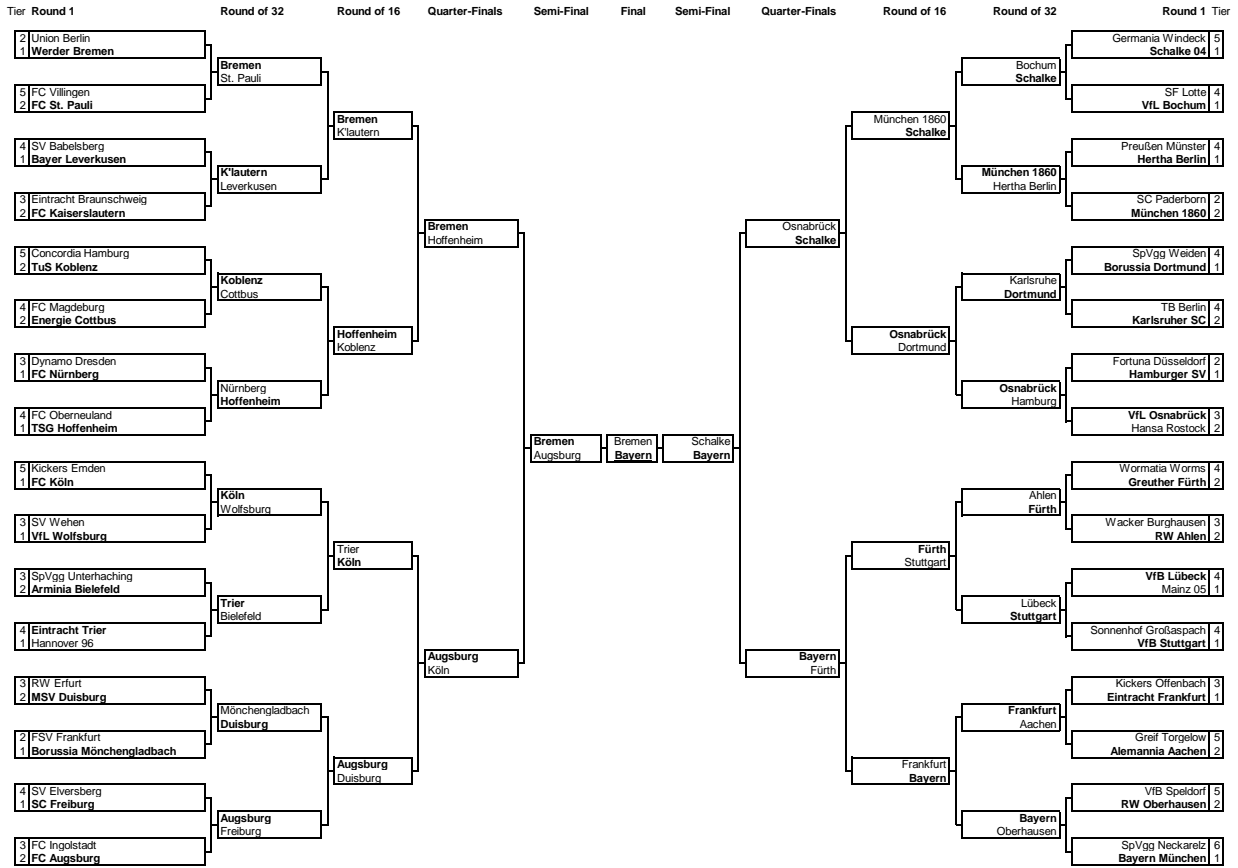 Tier Round 1 Round of 32 Round of 16 Quarter-Finals Semi-Final Final Semi-Final Quarter-Finals Round of 16 Round of 32 Round 1 Tier
2 Union Berlin
1 Werder Bremen
Bremen
St. Pauli
5 FC Villingen
2 FC St. Pauli
Bremen
K'lautern
4 SV Babelsberg
1 Bayer Leverkusen
K'lautern
Leverkusen
3 Eintracht Braunschweig
2 FC Kaiserslautern
Bremen
Hoffenheim
5 Concordia Hamburg
2 TuS Koblenz
Koblenz
Cottbus
4 FC Magdeburg
2 Energie Cottbus
Hoffenheim
Koblenz
3 Dynamo Dresden
1 FC Nürnberg
Nürnberg
Hoffenheim
4 FC Oberneuland
1 TSG Hoffenheim
Bremen
Augsburg
5 Kickers Emden
1 FC Köln
Köln
Wolfsburg
3 SV Wehen
1 VfL Wolfsburg
Trier
Köln
3 SpVgg Unterhaching
2 Arminia Bielefeld
Trier
Bielefeld
4 Eintracht Trier
1 Hannover 96
Augsburg
Köln
3 RW Erfurt
2 MSV Duisburg
Mönchengladbach
Duisburg
2 FSV Frankfurt
1 Borussia Mönchengladbach
Augsburg
Duisburg
4 SV Elversberg
1 SC Freiburg
Augsburg
Freiburg
3 FC Ingolstadt
2 FC Augsburg
Bremen
Bayern
Schalke
Bayern
Germania Windeck 5
Schalke 04 1
Bochum
Schalke
SF Lotte 4
VfL Bochum 1
München 1860
Schalke
Preußen Münster 4
Hertha Berlin 1
München 1860
Hertha Berlin
SC Paderborn 2
München 1860 2
Osnabrück
Schalke
SpVgg Weiden 4
Borussia Dortmund 1
Karlsruhe
Dortmund
TB Berlin 4
Karlsruher SC 2
Osnabrück
Dortmund
Fortuna Düsseldorf 2
Hamburger SV 1
Osnabrück
Hamburg
VfL Osnabrück 3
Hansa Rostock 2
Wormatia Worms 4
Greuther Fürth 2
Ahlen
Fürth
Wacker Burghausen 3
RW Ahlen 2
Fürth
Stuttgart
VfB Lübeck 4
Mainz 05 1
Lübeck
Stuttgart
Sonnenhof Großaspach 4
VfB Stuttgart 1
Bayern
Fürth
Kickers Offenbach 3
Eintracht Frankfurt 1
Frankfurt
Aachen
Greif Torgelow 5
Alemannia Aachen 2
Frankfurt
Bayern
VfB Speldorf 5
RW Oberhausen 2
Bayern
Oberhausen
SpVgg Neckarelz 6
Bayern München 1